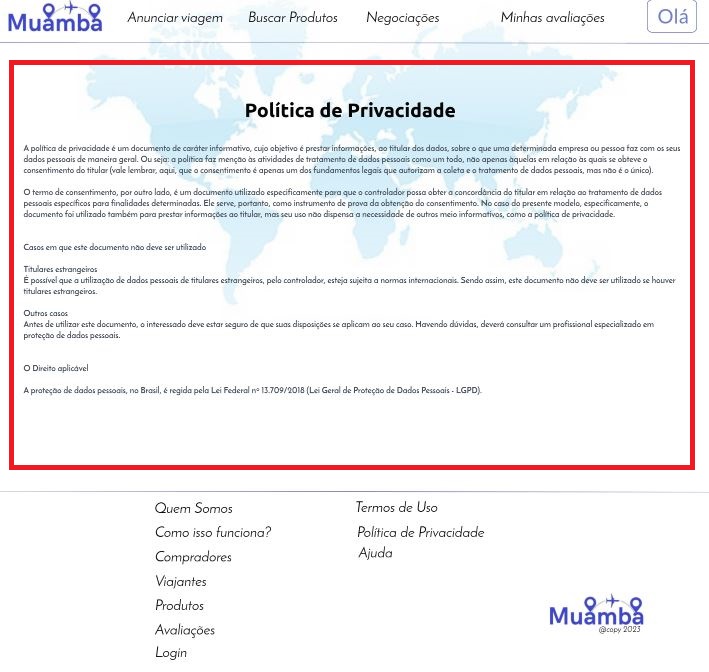 Muamba
Anunciar viagem Buscar Produtos Negociações Minhas avaliações Olá
Política de Privacidade
A política de privacidade é um documento de caráter informativo, cujo objetivo é prestar informações, ao titular dos dados, sobre o que uma determinada empresa ou pessoa faz com os seus
dados pessoais de maneira geral. Ou seja: a política faz menção às atividades de tratamento de dados pessoais como um todo, não apenas àquelas em relação às quais se obteve o
consentimento do titular (vale lembrar, aqui, que o consentimento é apenas um dos fundamentos legais que autorizam a coleta e o tratamento de dados pessoais, mas não é o único).
O termo de consentimento, por outro lado, é um documento utilizado especificamente para que o controlador possa obter a concordância do titular em relação ao tratamento de dados
pessoais específicos para finalidades determinadas. Ele serve, portanto, como instrumento de prova da obtenção do consentimento. No caso do presente modelo, especificamente, o
documento foi utilizado também para prestar informações ao titular, mas seu uso não dispensa a necessidade de outros meio informativos, como a política de privacidade.
Casos em que este documento não deve ser utilizado
Titulares estrangeiros
É possível que a utilização de dados pessoais de titulares estrangeiros, pelo controlador, esteja sujeita a normas internacionais. Sendo assim, este documento não deve ser utilizado se houver
titulares estrangeiros.
Outros casos
Antes de utilizar este documento, o interessado deve estar seguro de que suas disposições se aplicam ao seu caso. Havendo dúvidas, deverá consultar um profissional especializado em
proteção de dados pessoais.
O Direito aplicável
A proteção de dados pessoais, no Brasil, é regida pela Lei Federal nº 13.709/2018 (Lei Geral de Proteção de Dados Pessoais - LGPD).
Quem Somos
Como isso funciona?
Compradores
Viajantes
Produtos
Avaliações
Login
Termos de Uso
Política de Privacidade
Ajuda
Muamba
@copy 2023